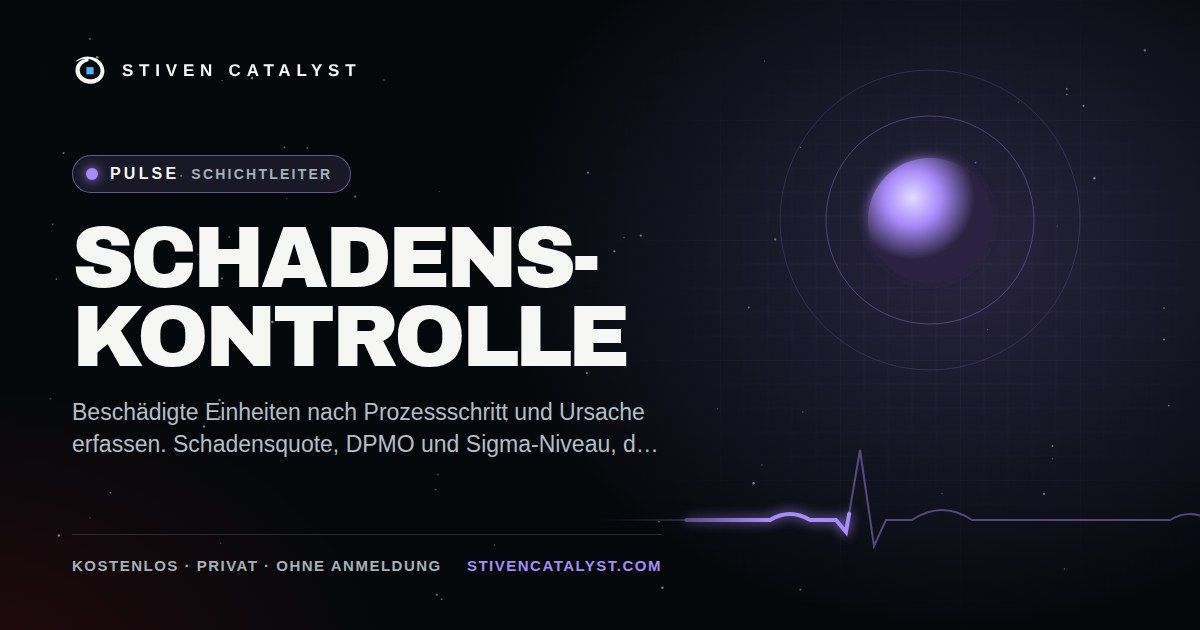 STIVEN CATALYST
PULSE · SCHICHTLEITER
SCHADENS-
KONTROLLE
Beschädigte Einheiten nach Prozessschritt und Ursache
erfassen. Schadensquote, DPMO und Sigma-Niveau, d…
KOSTENLOS · PRIVAT · OHNE ANMELDUNG STIVENCATALYST.COM